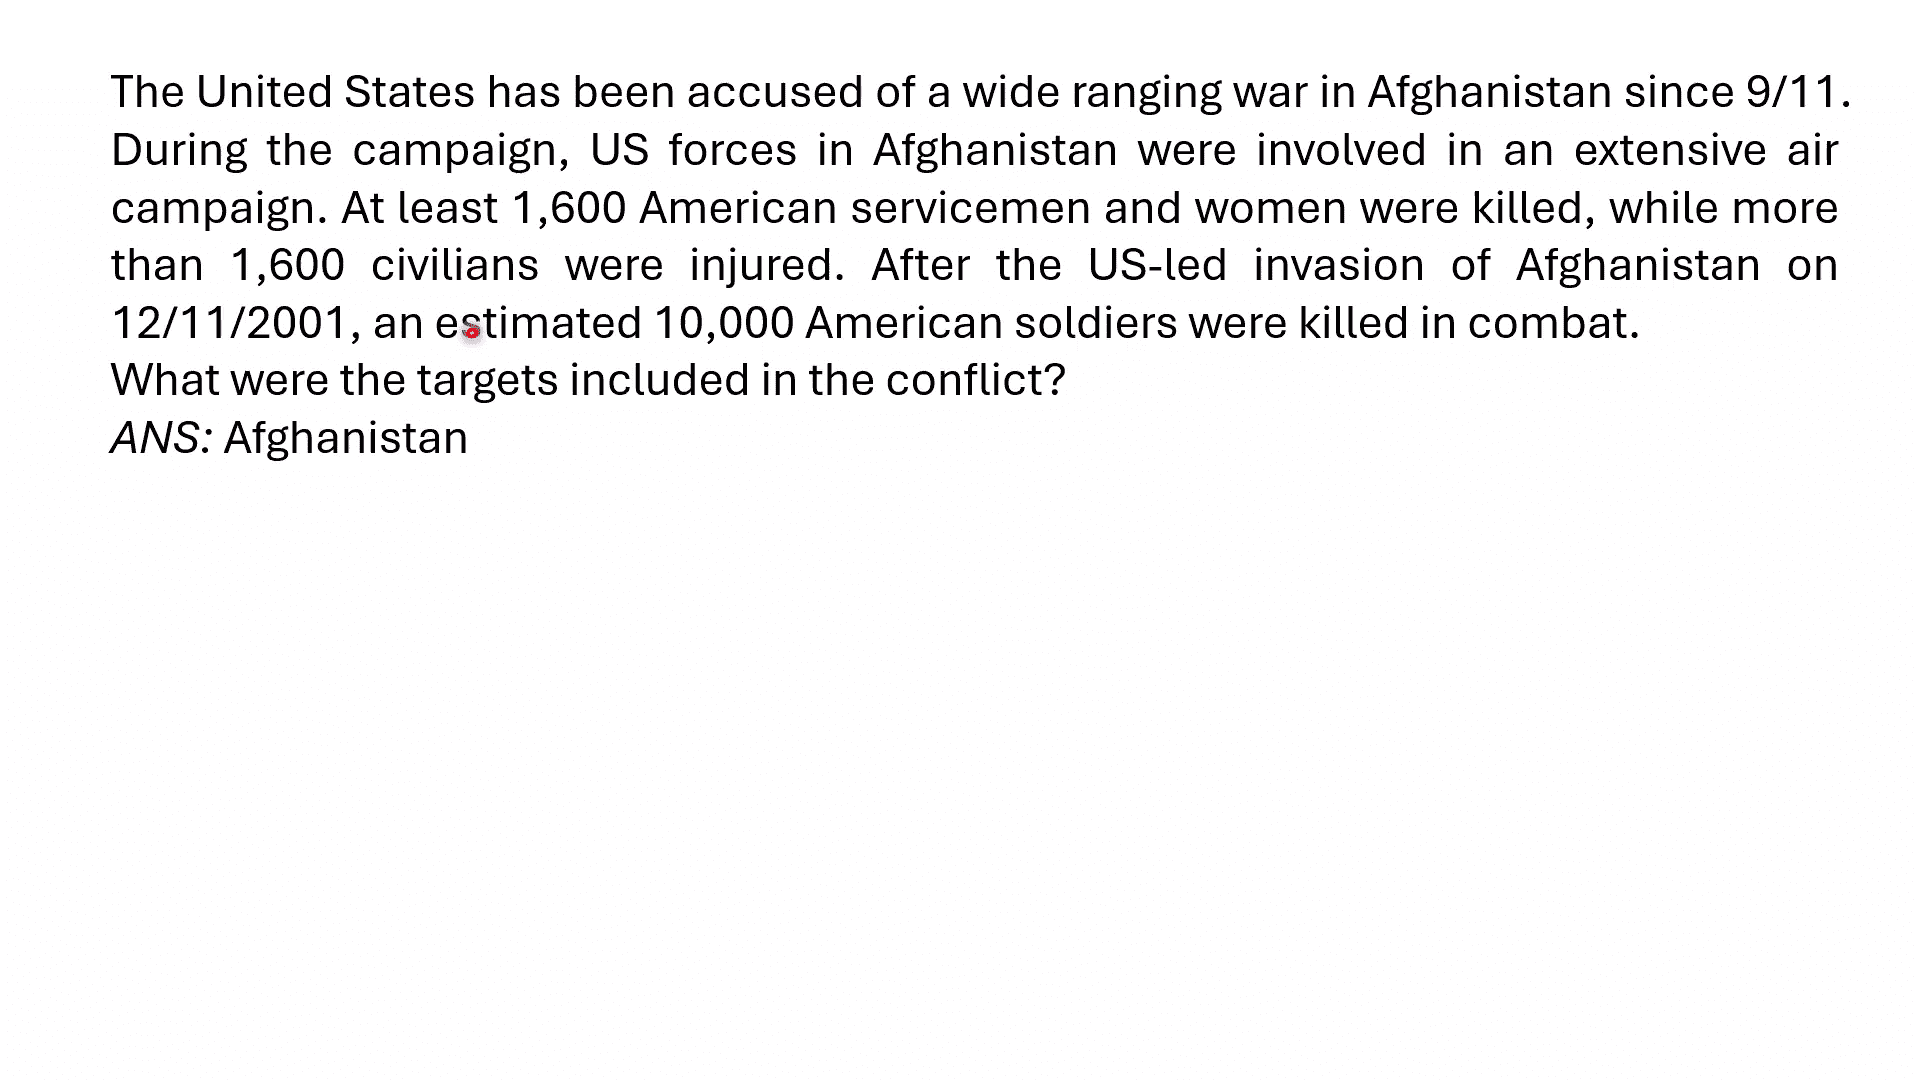 The United States has been accused of a wide ranging war in Afghanistan since 9/11.
During the campaign, US forces in Afghanistan were involved in an extensive air
campaign. At least 1,600 American servicemen and women were killed, while more
than 1,600 civilians were injured. After the US-led invasion of Afghanistan on
12/11/2001, an estimated 10,000 American soldiers were killed in combat.
What were the targets included in the conflict?
ANS: Afghanistan